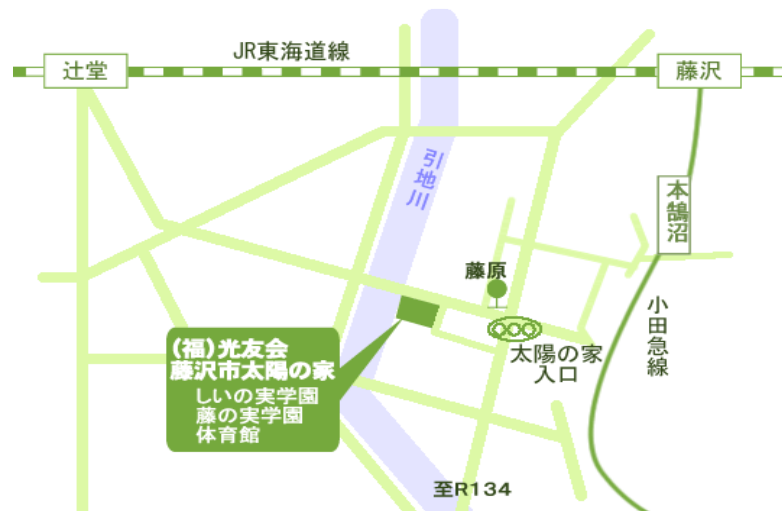 JR東海道線
辻堂
藤沢
引地川
本鵠沼
藤原
小田急線
太陽の家
入口
(福)光友会
藤沢市太陽の家
しいの実学園
藤の実学園
体育館
至R134